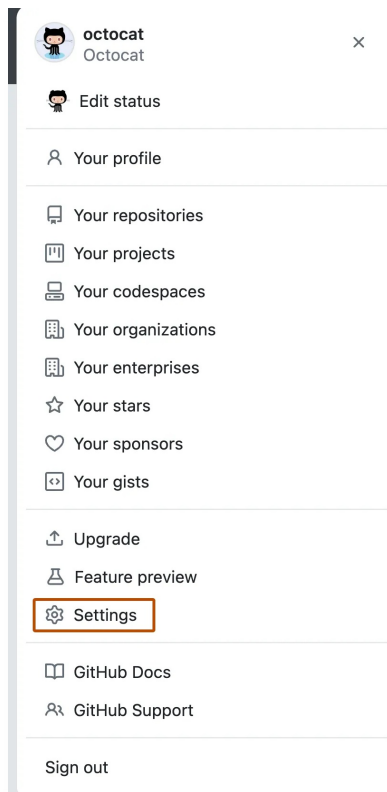 octocat
Octocat
Edit status
Your profile
Your repositories
Your projects
Your codespaces
Your organizations
Your enterprises
Your stars
Your sponsors
Your gists
Upgrade
Feature preview
Settings
GitHub Docs
GitHub Support
Sign out